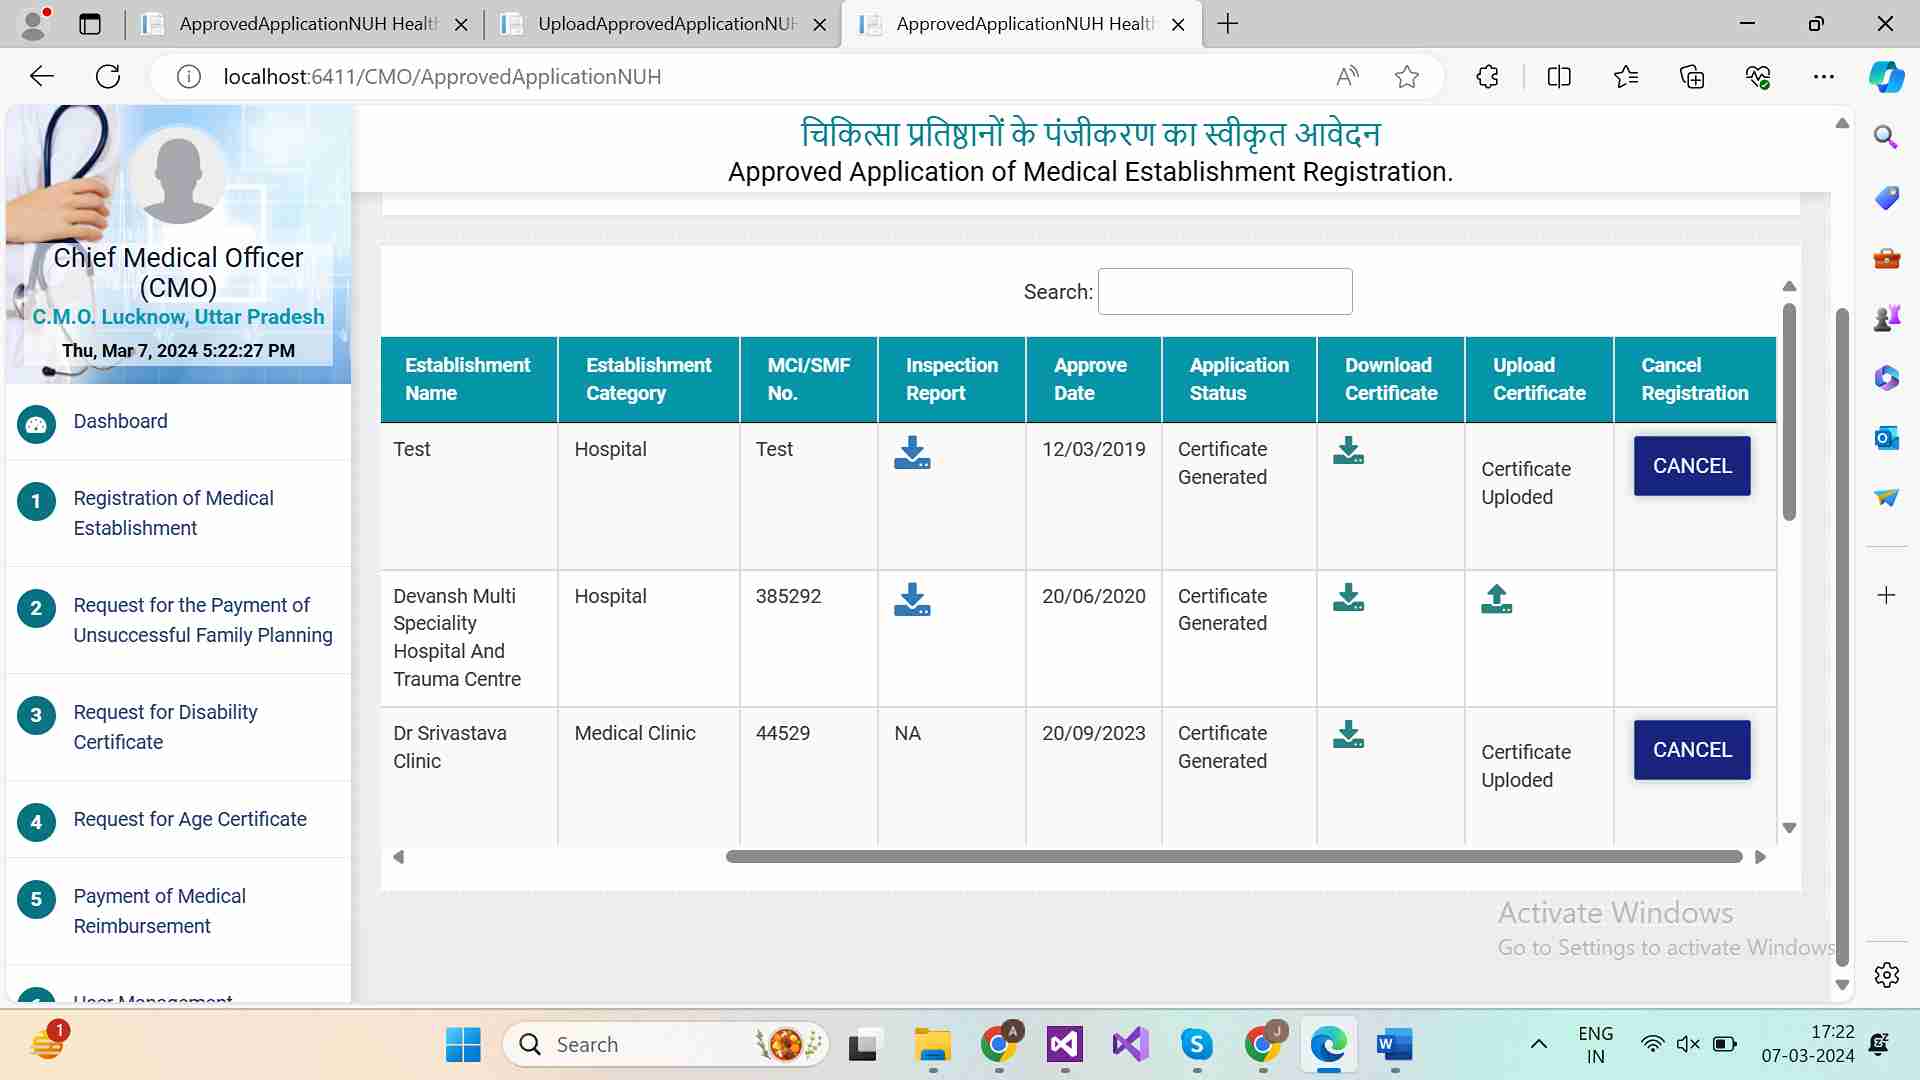 ApprovedApplicationNUH Healt
UploadApprovedApplicationNU
ApprovedApplicationNUH Healt
localhost:6411/CMO/ApprovedApplicationNUH
चिकित्सा प्रतिष्ठानों के पंजीकरण का स्वीकृत आवेदन
Approved Application of Medical Establishment Registration.
Chief Medical Officer
(CMO)
C.M.O. Lucknow, Uttar Pradesh
Thu, Mar 7, 2024 5:22:27 PM
Dashboard
1 Registration of Medical
Establishment
2 Request for the Payment of
Unsuccessful Family Planning
3 Request for Disability
Certificate
4 Request for Age Certificate
5 Payment of Medical
Reimbursement
User Management
Search:
Establishment Name Establishment Category MCI/SMF No. Inspection Report Approve Date Application Status Download Certificate Upload Certificate Cancel Registration
Test Hospital Test 12/03/2019 Certificate Generated Certificate Uploded CANCEL
Devansh Multi Speciality Hospital And Trauma Centre Hospital 385292 20/06/2020 Certificate Generated
Dr Srivastava Clinic Medical Clinic 44529 NA 20/09/2023 Certificate Generated Certificate Uploded CANCEL
Activate Windows
Go to Settings to activate Windows
1
Search
A
J
ENG
IN
17:22
07-03-2024